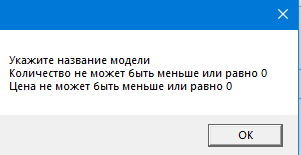 Укажите название модели
Количество не может быть меньше или равно 0
Цена не может быть меньше или равно 0
OK